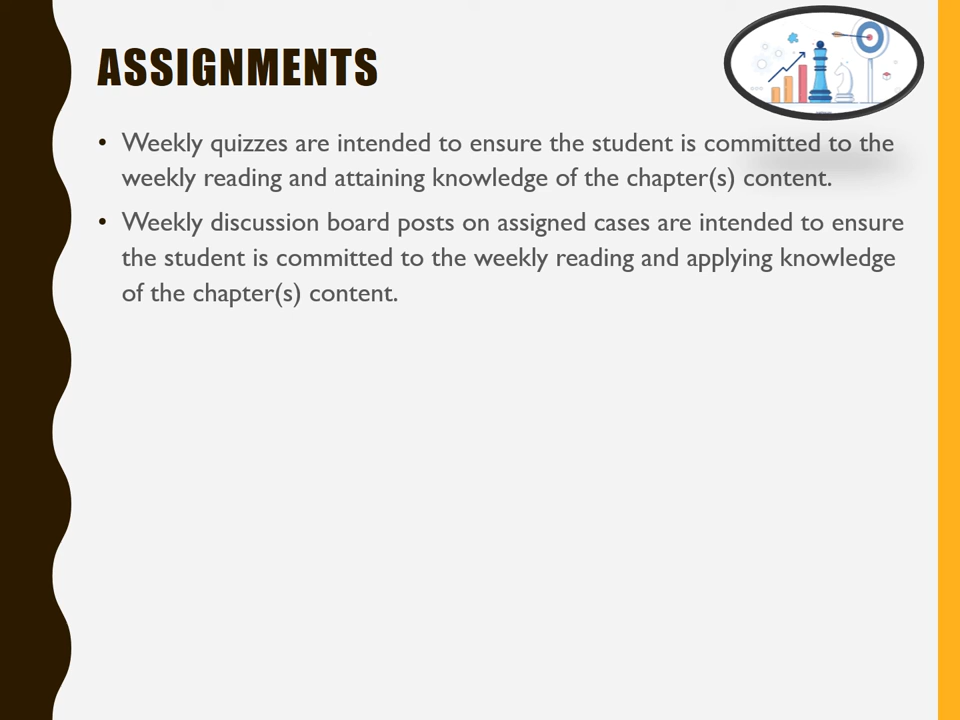 ASSIGNMENTS
• Weekly quizzes are intended to ensure the student is committed to the
weekly reading and attaining knowledge of the chapter(s) content.
• Weekly discussion board posts on assigned cases are intended to ensure
the student is committed to the weekly reading and applying knowledge
of the chapter(s) content.